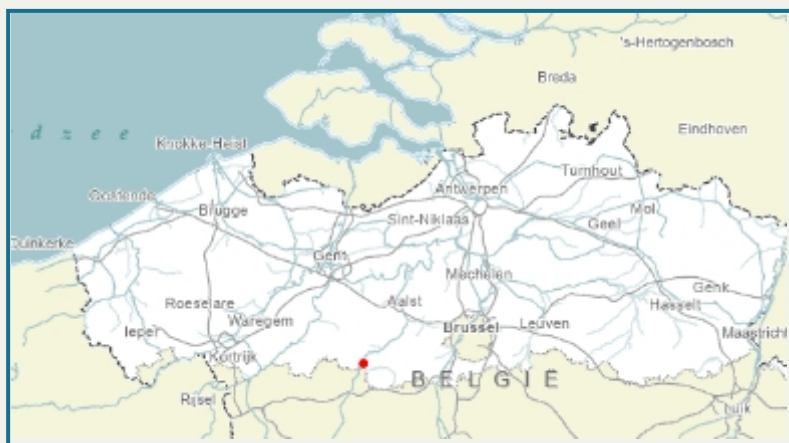 's-Hertogenbosch
Breda
Eindhoven
d z e e
Knokke-Heist
Turnhout
Antwerpen
Oostende
Brugge
Mol
Sint-Niklaas
Geel
Duinkerke
Gent
Mechelen
Genk
Aalst
Hasselt
Roeselare
Waregem
Brussel
Leuven
Maastricht
Ieper
Kortrijk
BELGIË
Rijsel
Luik